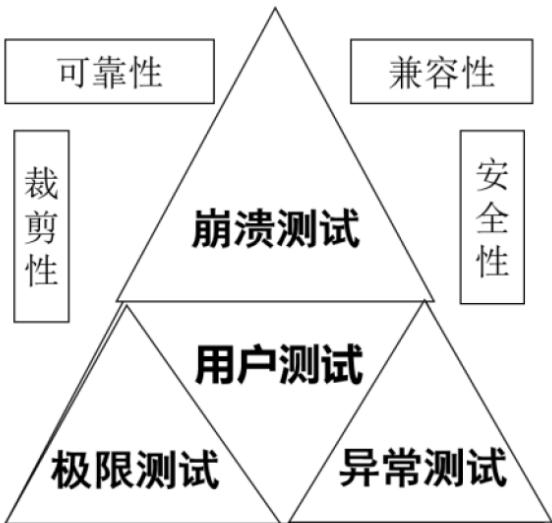 可靠性
兼容性
裁剪性
安全性
崩溃测试
用户测试
极限测试
异常测试